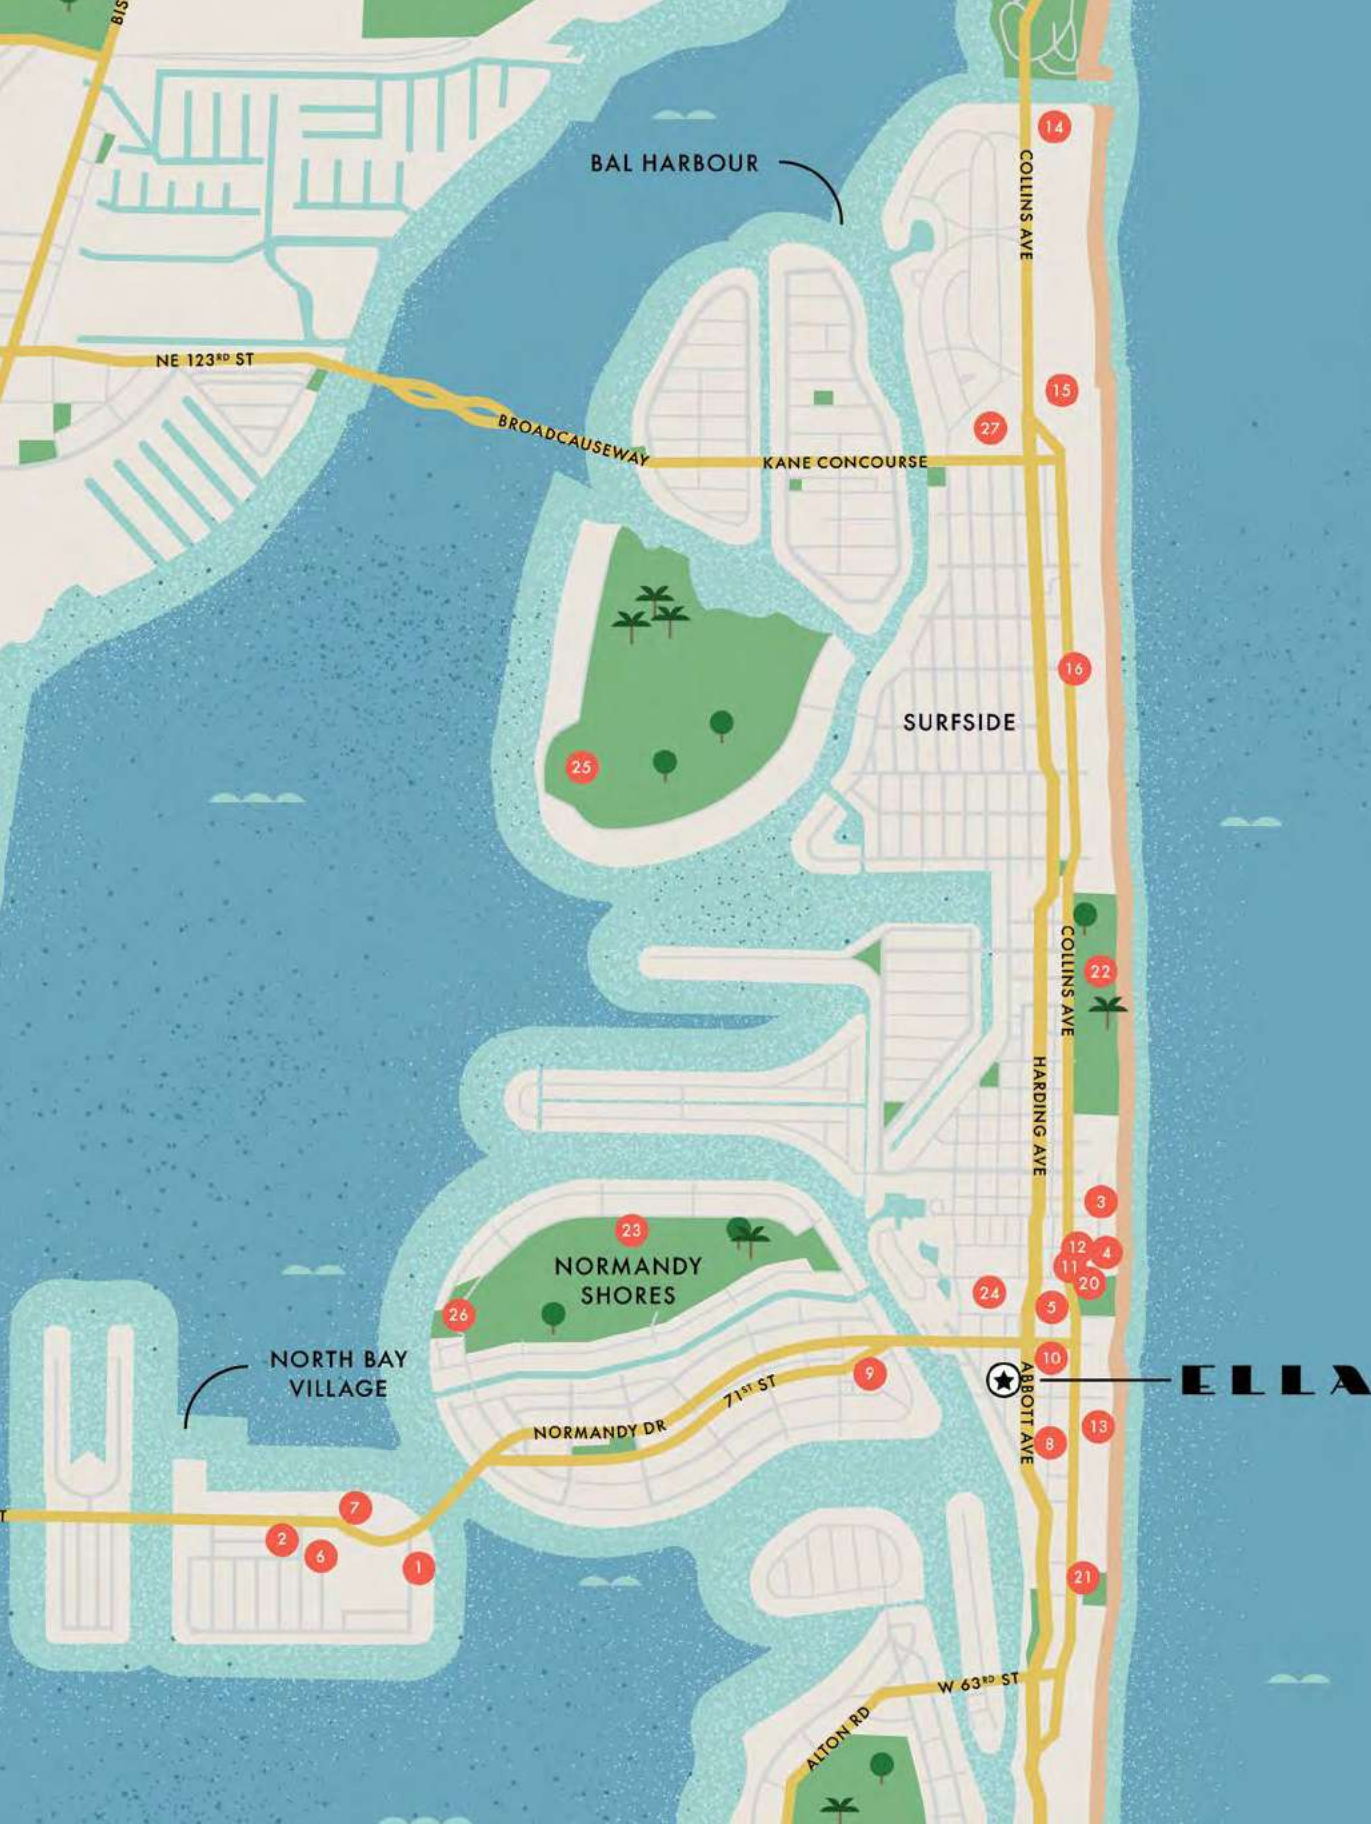 BIS
14
BAL HARBOUR
COLLINS AVE
NE 123RD ST
15
27
BROADCAUSEWAY
KANE CONCOURSE
16
SURFSIDE
25
22
COLLINS AVE
HARDING AVE
3
23
12
4
11
NORMANDY
SHORES
20
24
5
26
NORTH BAY
VILLAGE
10
9
ELLA
71ST ST
ABBOTT AVE
NORMANDY DR
13
8
7
T
2
6
1
21
W 63RD ST
ALTON RD